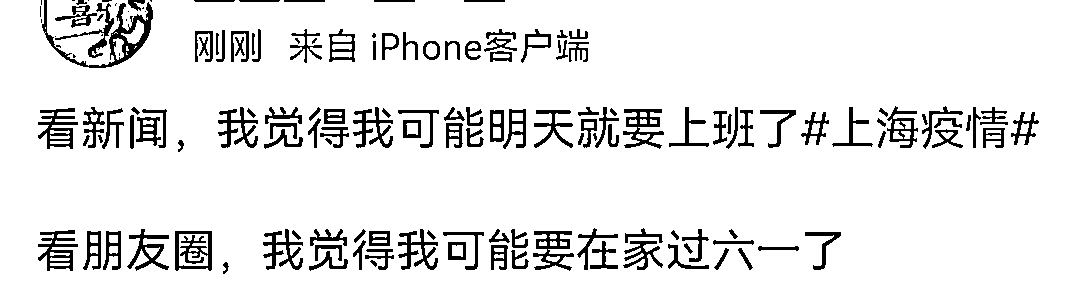 刚刚 来自 iPhone客户端
看新闻，我觉得我可能明天就要上班了#上海疫情#
看朋友圈，我觉得我可能要在家过六一了